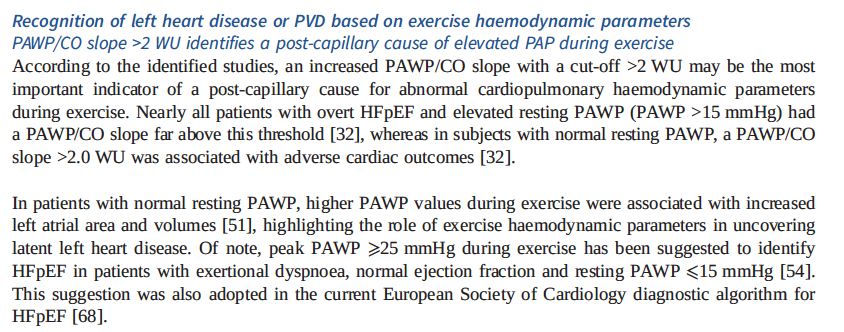 Recognition of left heart disease or PVD based on exercise haemodynamic parameters
PAWP/CO slope >2 WU identifies a post-capillary cause of elevated PAP during exercise
According to the identified studies, an increased PAWP/CO slope with a cut-off >2 WU may be the most
important indicator of a post-capillary cause for abnormal cardiopulmonary haemodynamic parameters
during exercise. Nearly all patients with overt HFpEF and elevated resting PAWP (PAWP >15 mmHg) had
a PAWP/CO slope far above this threshold [32], whereas in subjects with normal resting PAWP, a PAWP/CO
slope >2.0 WU was associated with adverse cardiac outcomes [32].
In patients with normal resting PAWP, higher PAWP values during exercise were associated with increased
left atrial area and volumes [51], highlighting the role of exercise haemodynamic parameters in uncovering
latent left heart disease. Of note, peak PAWP ⩾25 mmHg during exercise has been suggested to identify
HFpEF in patients with exertional dyspnoea, normal ejection fraction and resting PAWP ⩽15 mmHg [54].
This suggestion was also adopted in the current European Society of Cardiology diagnostic algorithm for
HFpEF [68].